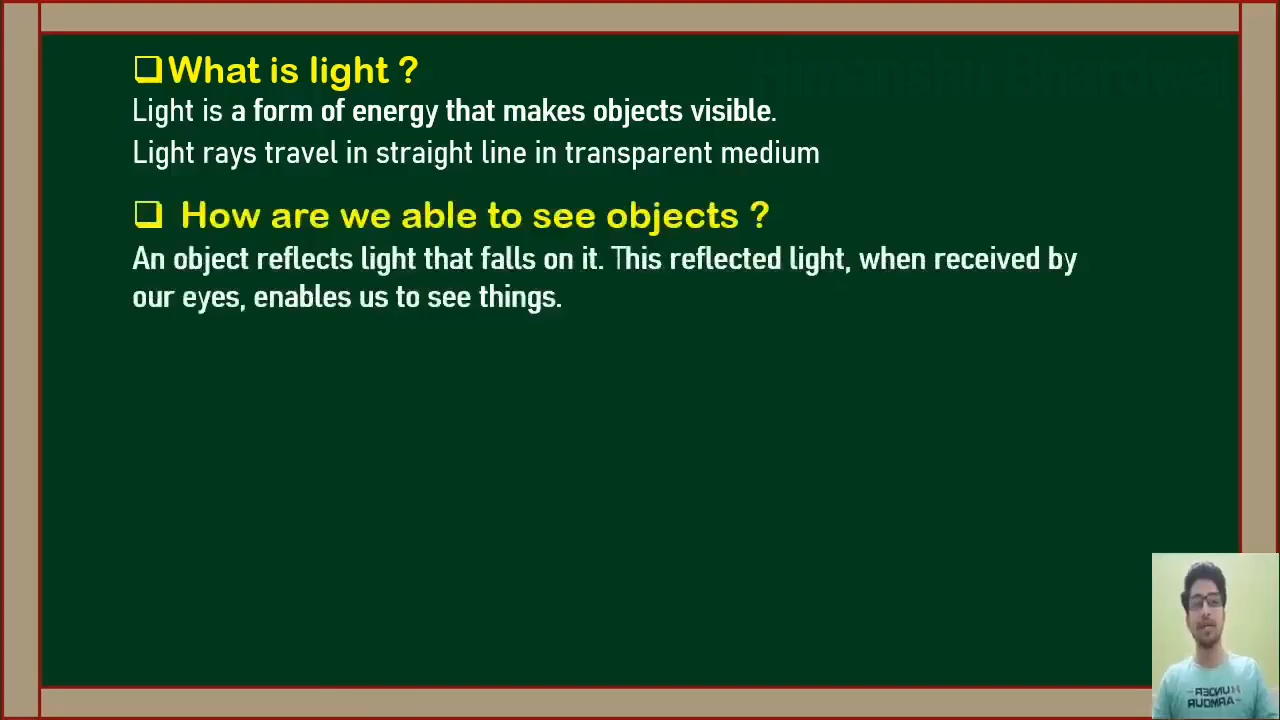 What is light ?
Light is a form of energy that makes objects visible.
Light rays travel in straight line in transparent medium
How are we able to see objects ?
An object reflects light that falls on it. This reflected light, when received by
our eyes, enables us to see things.
Himanshu Bhardwaj